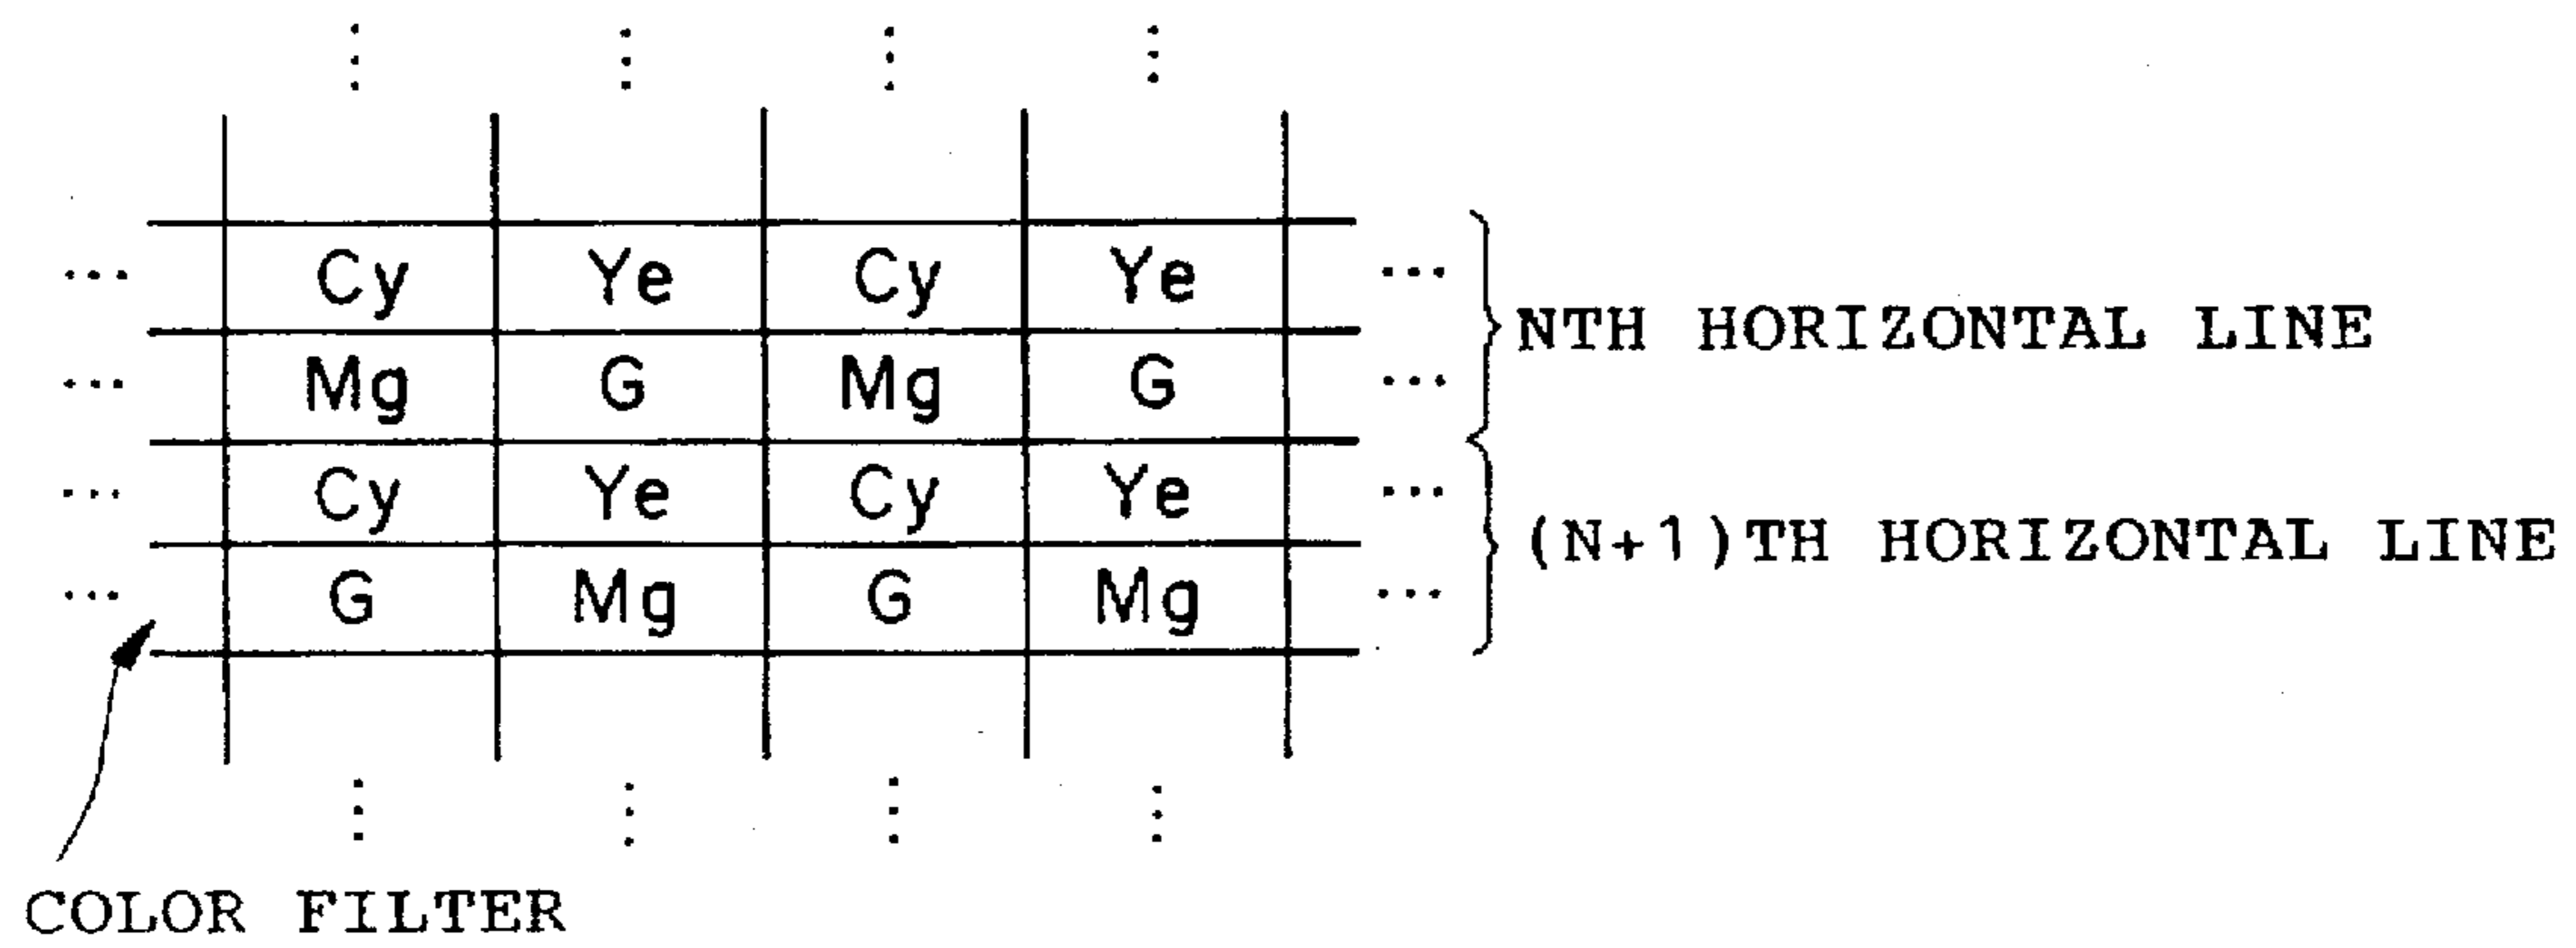 Cy Ye Cy Ye
NTH HORIZONTAL LINE
Mg G Mg G
Cy Ye Cy Ye
(N+1)TH HORIZONTAL LINE
G Mg G Mg
COLOR FILTER